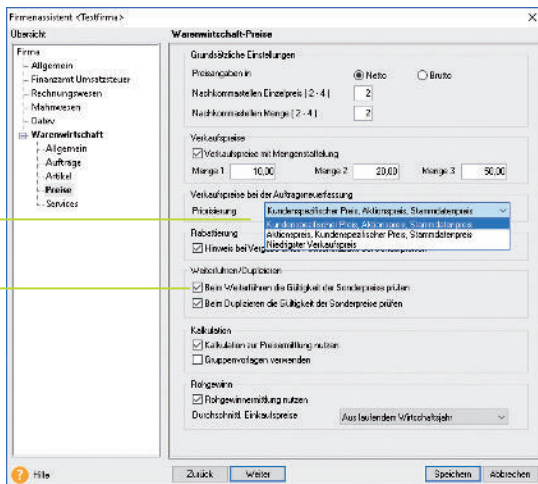 Firmenassistent <Testfirma>
Übersicht
Firma
Allgemein
Finanzamt Umsatzsteuer
Rechnungswesen
Mahnwesen
Datev
Warenwirtschaft
Allgemein
Aufträge
Artikel
Preise
Services
Warenwirtschaft-Preise
Grundsätzliche Einstellungen
Preisangaben in Netto Brutto
Nachkommastellen Einzelpreis ( 2 - 4 ) 2
Nachkommastellen Menge ( 2 - 4 ) 2
Verkaufspreise
Verkaufspreise mit Mengenstaffelung
Menge 1 10,00 Menge 2 20,00 Menge 3 50,00
Verkaufspreise bei der Auftragsneuerfassung
Priorisierung Kundenspezifischer Preis, Aktionspreis, Stammdatenpreis
Kundenspezifischer Preis, Aktionspreis, Stammdatenpreis
Aktionspreis, Kundenspezifischer Preis, Stammdatenpreis
Niedrigster Verkaufspreis
Rabattierung
Hinweis bei
Weiterführen/Duplizieren
Beim Weiterführen die Gültigkeit der Sonderpreise prüfen
Beim Duplizieren die Gültigkeit der Sonderpreise prüfen
Kalkulation
Kalkulation zur Preisermittlung nutzen
Gruppenvorlagen verwenden
Rohgewinn
Rohgewinnermittlung nutzen
Durchschnittl. Einkaufspreise Aus laufendem Wirtschaftsjahr
? Hilfe Zurück Weiter Speichern Abbrechen